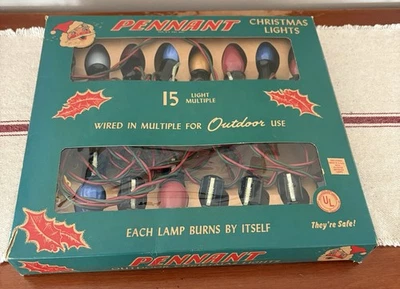 PENNANT
CHRISTMAS
LIGHTS
15 LIGHT
MULTIPLE
WIRED IN MULTIPLE FOR Outdoor USE
UL
They're Safe!
EACH LAMP BURNS BY ITSELF
PENNANT